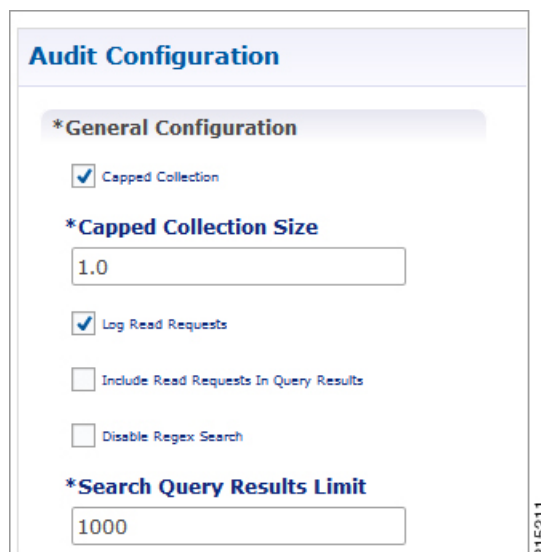 Audit Configuration
*General Configuration
Capped Collection
*Capped Collection Size
1.0
Log Read Requests
Include Read Requests In Query Results
Disable Regex Search
*Search Query Results Limit
1000